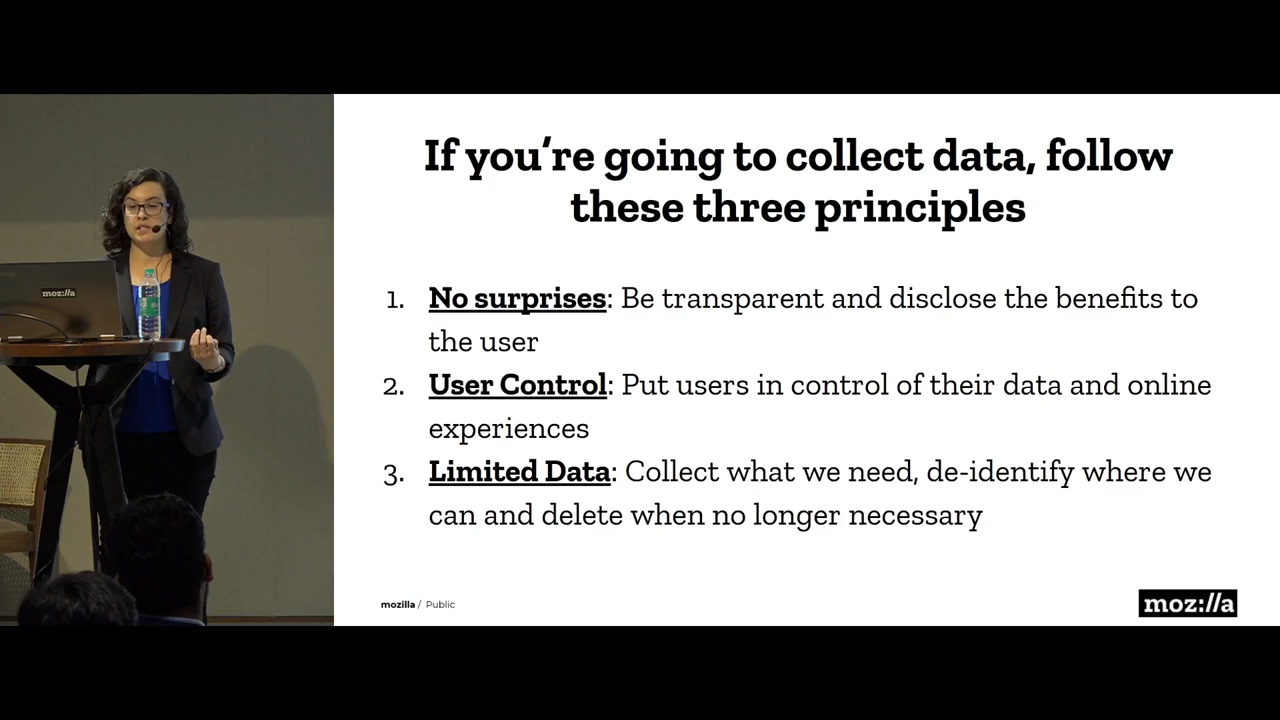 If you're going to collect data, follow
these three principles
1. No surprises: Be transparent and disclose the benefits to
the user
2. User Control: Put users in control of their data and online
experiences
3. Limited Data: Collect what we need, de-identify where we
can and delete when no longer necessary
mozilla / Public
moz://a
moz://a